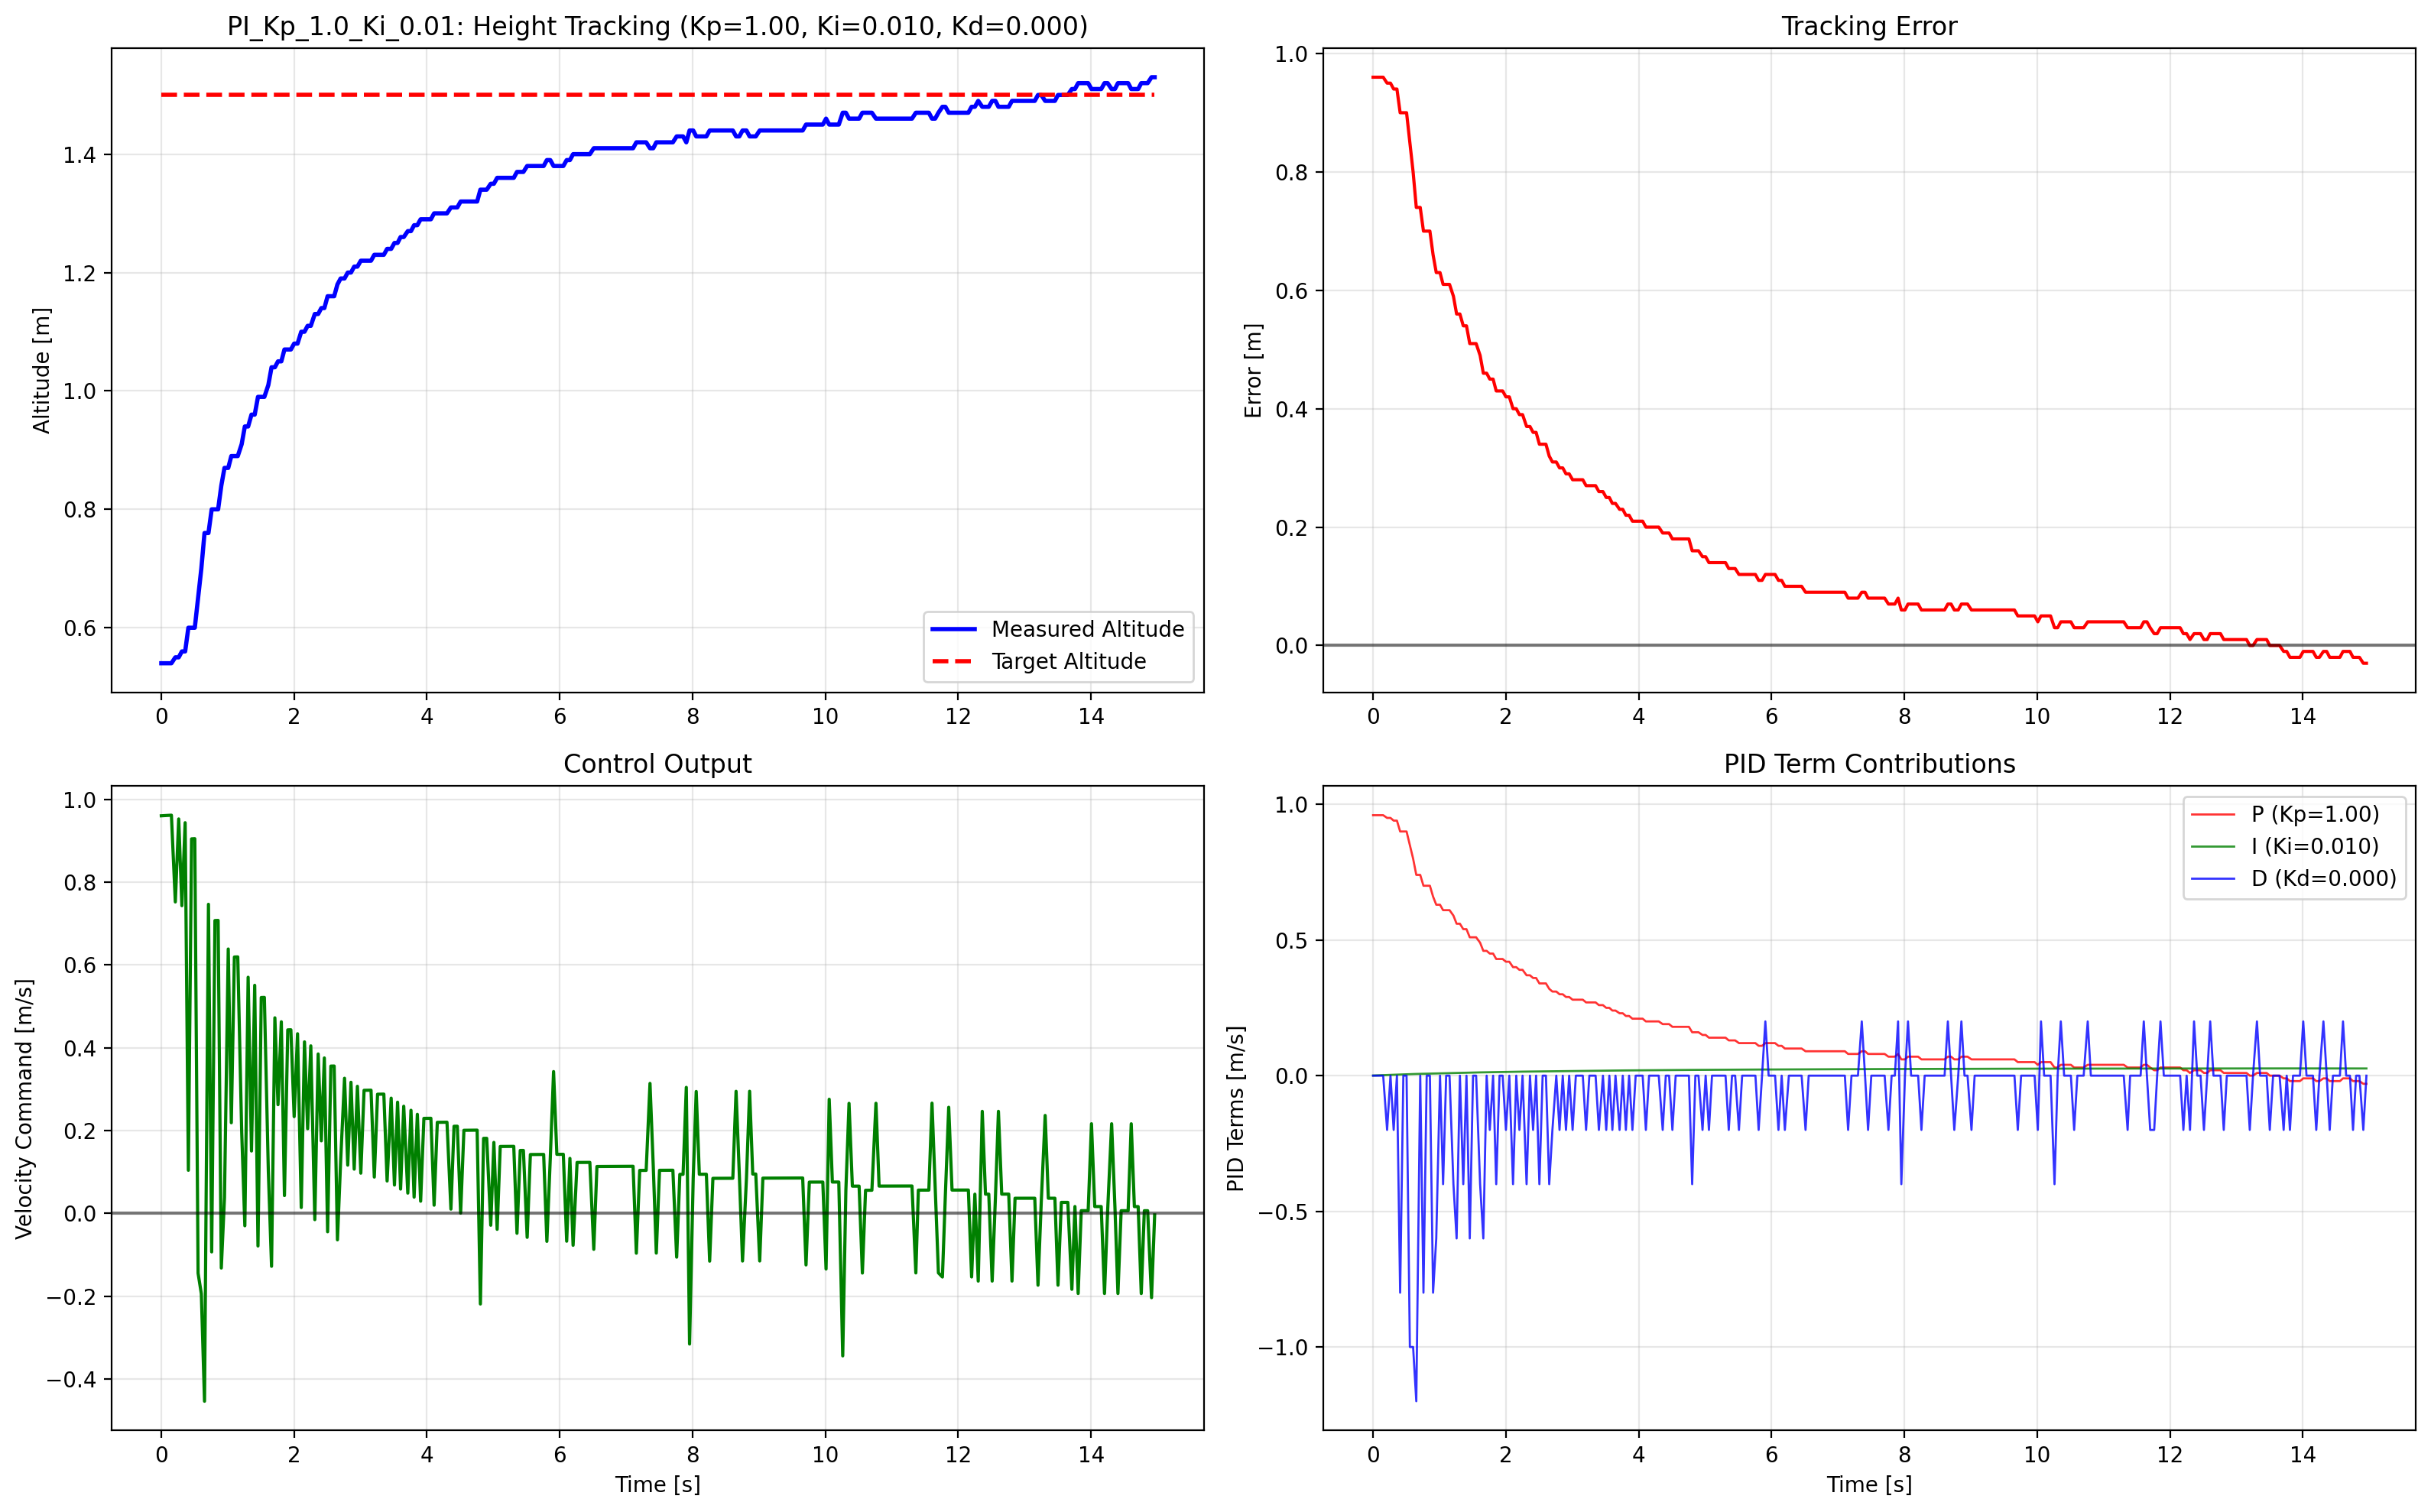 PI_Kp_1.0_Ki_0.01: Height Tracking (Kp=1.00, Ki=0.010, Kd=0.000)
Altitude [m]
1.4
1.2
1.0
0.8
0.6
0 2 4 6 8 10 12 14
Measured Altitude
Target Altitude
Tracking Error
Error [m]
1.0
0.8
0.6
0.4
0.2
0.0
0 2 4 6 8 10 12 14
Control Output
Velocity Command [m/s]
1.0
0.8
0.6
0.4
0.2
0.0
−0.2
−0.4
0 2 4 6 8 10 12 14
Time [s]
PID Term Contributions
PID Terms [m/s]
1.0
0.5
0.0
−0.5
−1.0
P (Kp=1.00)
I (Ki=0.010)
D (Kd=0.000)
0 2 4 6 8 10 12 14
Time [s]